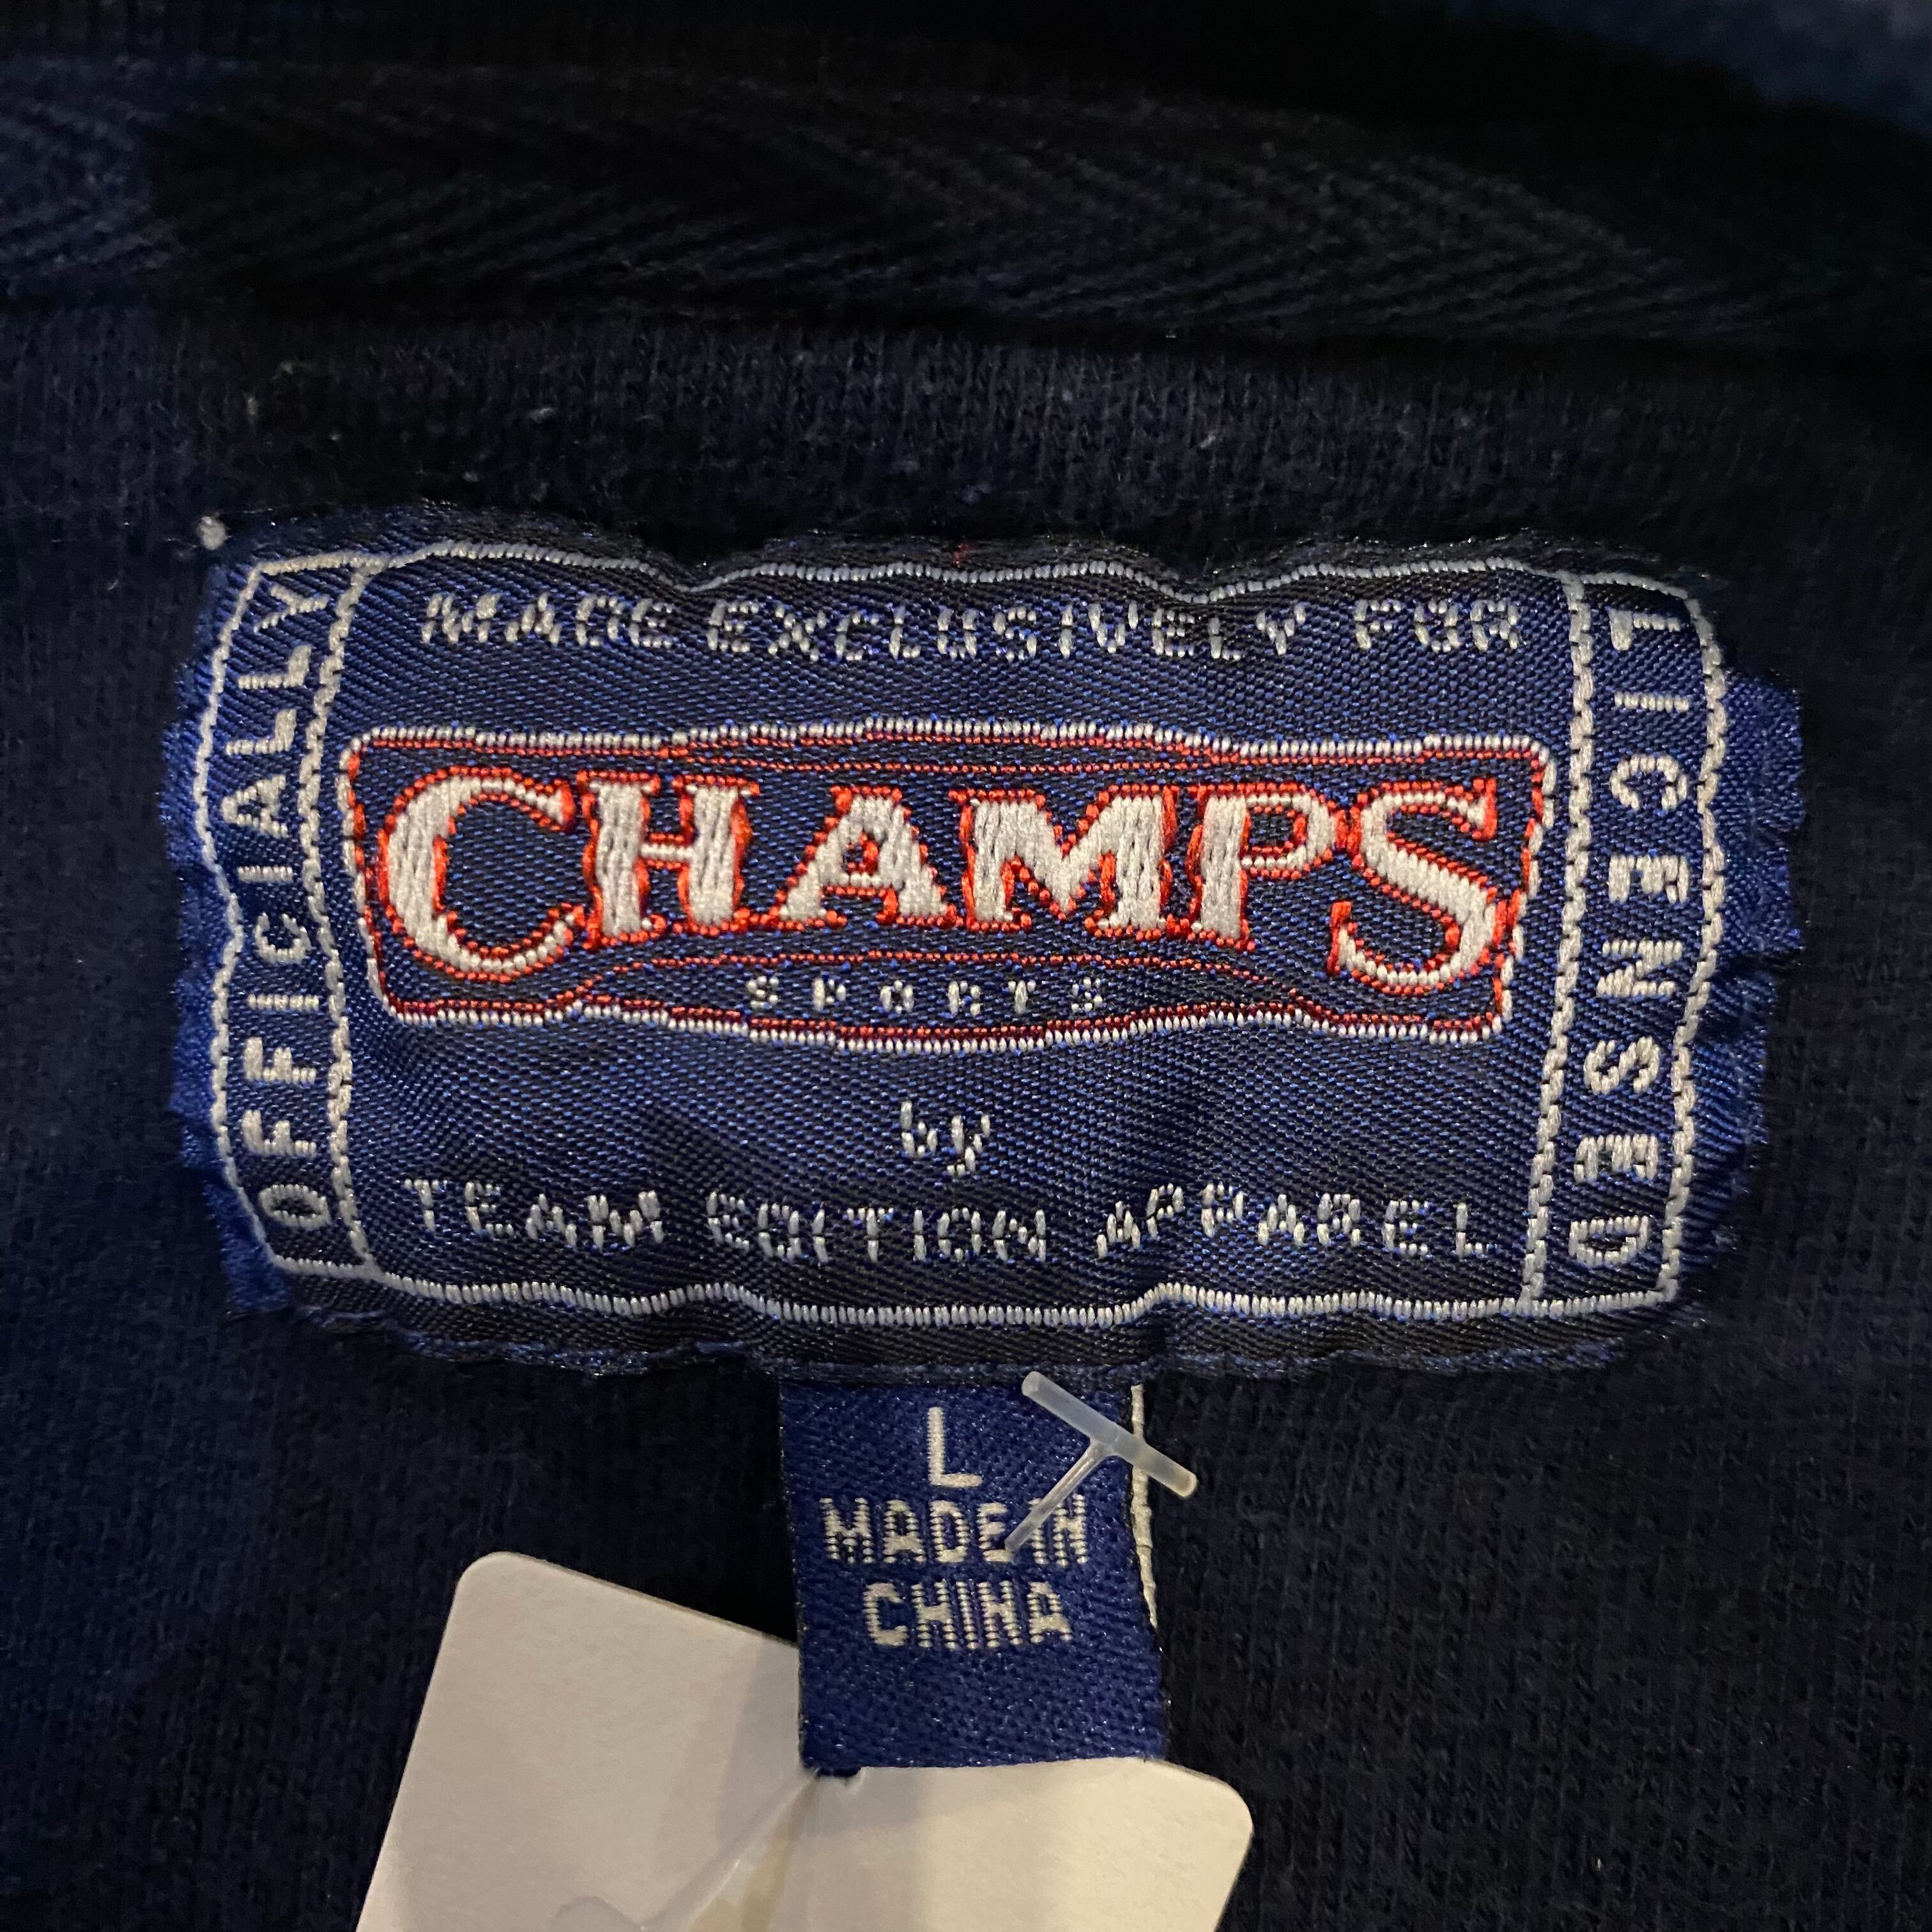 MADE EXCLUSIVELY FOR
OFFICIALLY
LICENSED
CHAMPS
SPORTS
by
TEAM EDITION APPAREL
L
MADE IN
CHINA